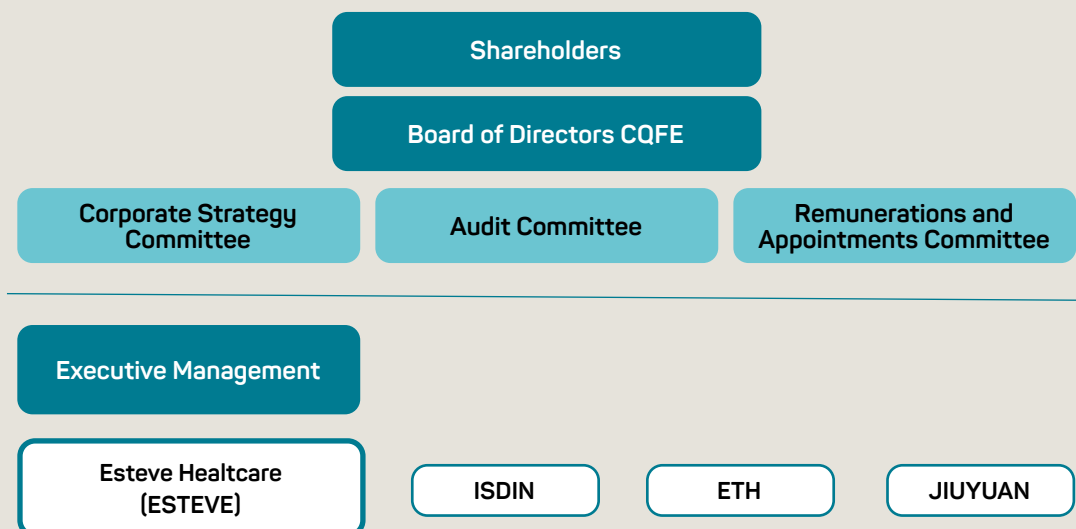 Shareholders
Board of Directors CQFE
Corporate Strategy
Committee
Audit Committee
Remunerations and
Appointments Committee
Executive Management
Esteve Healtcare
(ESTEVE)
ISDIN
ETH
JIUYUAN